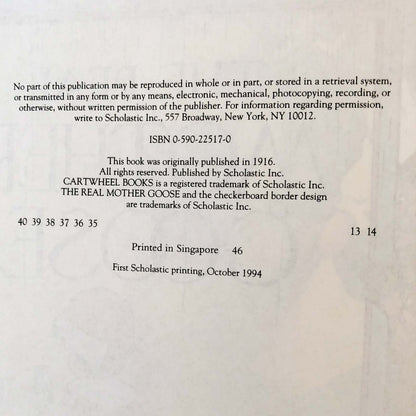 No part of this publication may be reproduced in whole or in part, or stored in a retrieval system,
or transmitted in any form or by any means, electronic, mechanical, photocopying, recording, or
otherwise, without written permission of the publisher. For information regarding permission,
write to Scholastic Inc., 557 Broadway, New York, NY 10012.
ISBN 0-590-22517-0
This book was originally published in 1916.
All rights reserved. Published by Scholastic Inc.
CARTWHEEL BOOKS is a registered trademark of Scholastic Inc.
THE REAL MOTHER GOOSE and the checkerboard border design
are trademarks of Scholastic Inc.
40 39 38 37 36 35 13 14
Printed in Singapore 46
First Scholastic printing, October 1994